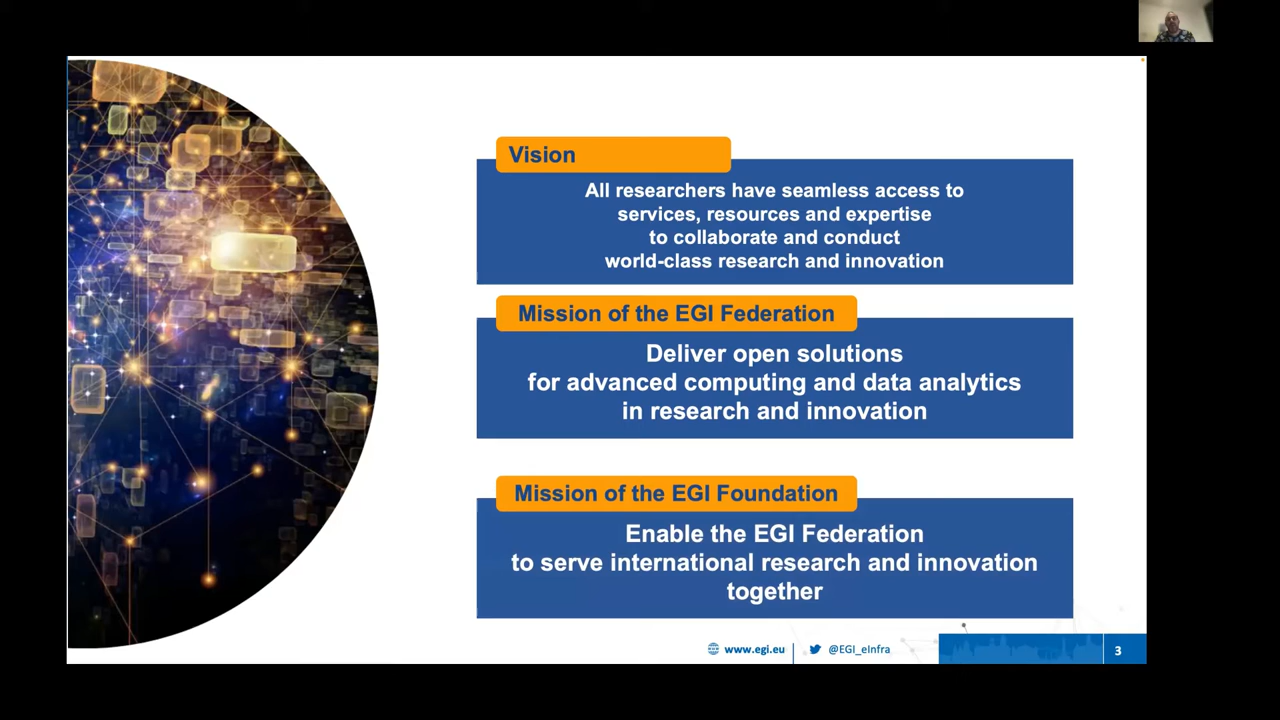 Vision
All researchers have seamless access to
services, resources and expertise
to collaborate and conduct
world-class research and innovation
Mission of the EGI Federation
Deliver open solutions
for advanced computing and data analytics
in research and innovation
Mission of the EGI Foundation
Enable the EGI Federation
to serve international research and innovation
together
www.egi.eu
@EGI_eInfra
3